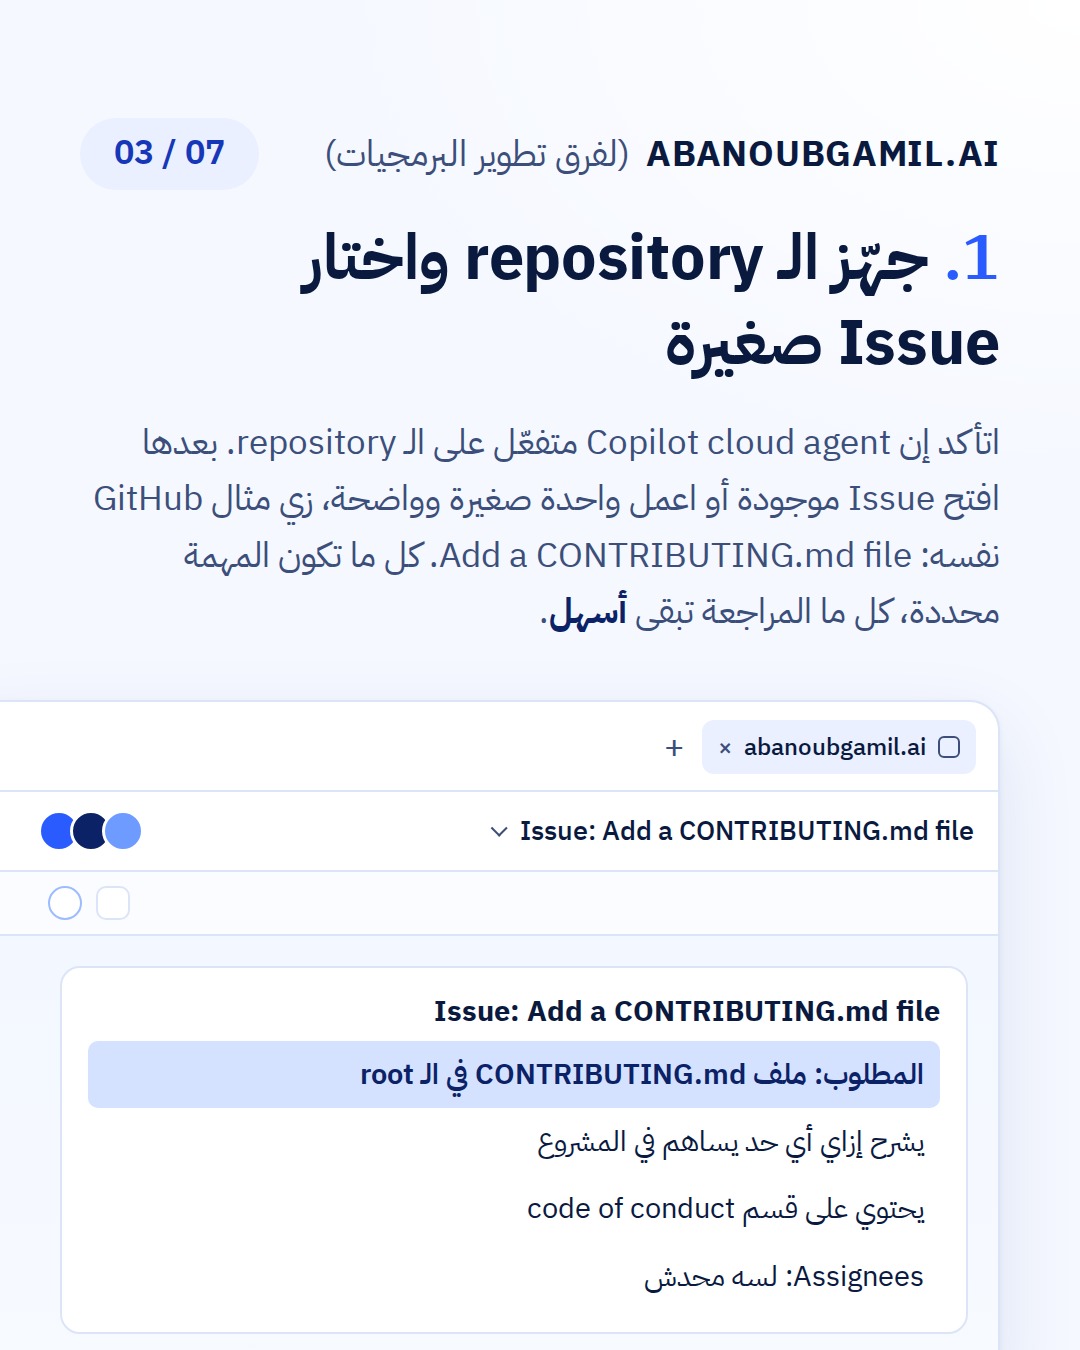 ABANOUBGAMIL.AI (لفرق تطوير البرمجيات)
03 / 07
1. جهّز الـ repository واختار
Issue صغيرة
اتأكد إن Copilot cloud agent متفعّل على الـ repository. بعدها
افتح Issue موجودة أو اعمل واحدة صغيرة وواضحة، زي مثال GitHub
نفسه: Add a CONTRIBUTING.md file. كل ما تكون المهمة
محددة، كل ما المراجعة تبقى أسهل.
abanoubgamil.ai × +
Issue: Add a CONTRIBUTING.md file
Issue: Add a CONTRIBUTING.md file
المطلوب: ملف CONTRIBUTING.md في الـ root
يشرح إزاي أي حد يساهم في المشروع
يحتوي على قسم code of conduct
Assignees: لسه محدش